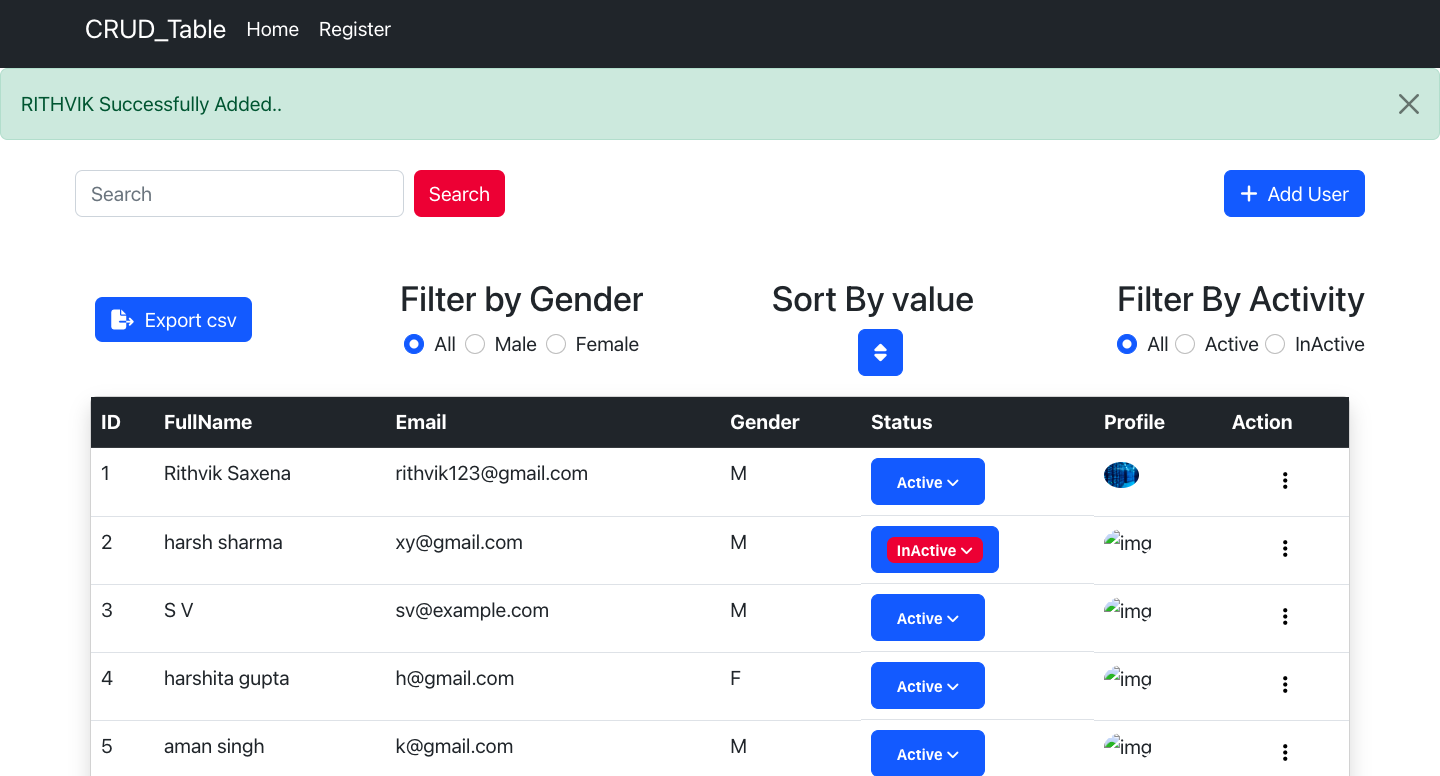 CRUD_Table Home Register
RITHVIK Successfully Added..
Search Search + Add User
Export csv
Filter by Gender
All Male Female
Sort By value
Filter By Activity
All Active InActive
ID FullName Email Gender Status Profile Action
1 Rithvik Saxena rithvik123@gmail.com M Active
2 harsh sharma xy@gmail.com M InActive img
3 S V sv@example.com M Active img
4 harshita gupta h@gmail.com F Active img
5 aman singh k@gmail.com M Active img